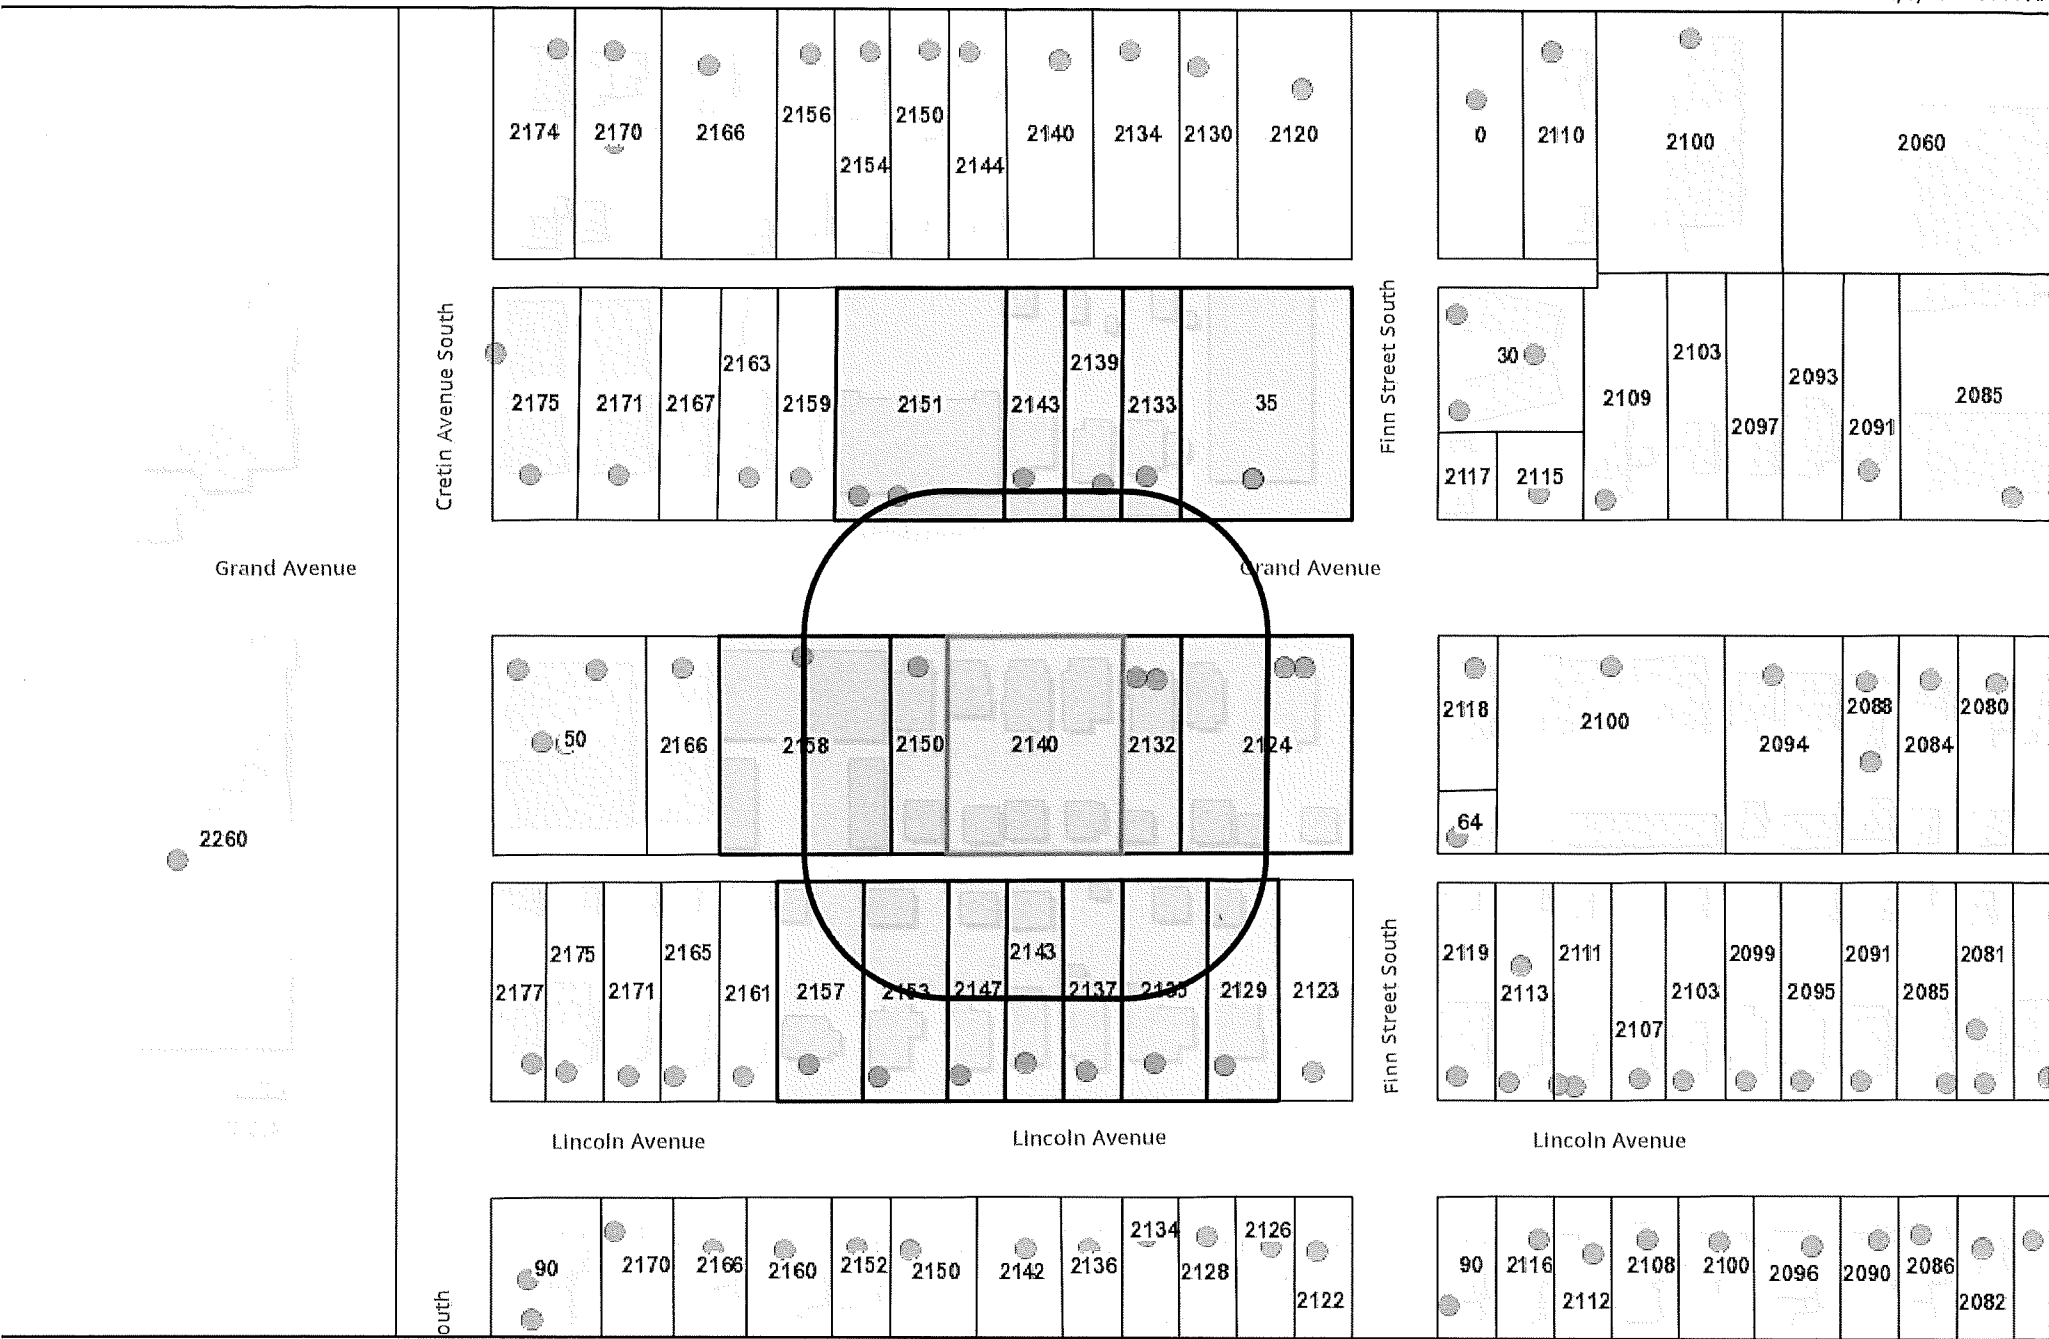 2174 2170 2166 2156 2154 2150 2144 2140 2134 2130 2120 0 2110 2100 2060
Cretin Avenue South
2175 2171 2167 2163 2159 2151 2143 2139 2133 35
Finn Street South
30 2109 2103 2097 2093 2091 2085
2117 2115
Grand Avenue
Grand Avenue
50 2166 2158 2150 2140 2132 2124 2118 2100 2094 2088 2084 2080
64
2260
2177 2175 2171 2165 2161 2157 2153 2147 2143 2137 2135 2129 2123
Finn Street South
2119 2113 2111 2107 2103 2099 2095 2091 2085 2081
Lincoln Avenue
Lincoln Avenue
Lincoln Avenue
outh
90 2170 2166 2160 2152 2150 2142 2136 2134 2128 2126 2122
90 2116 2112 2108 2100 2096 2090 2086 2082